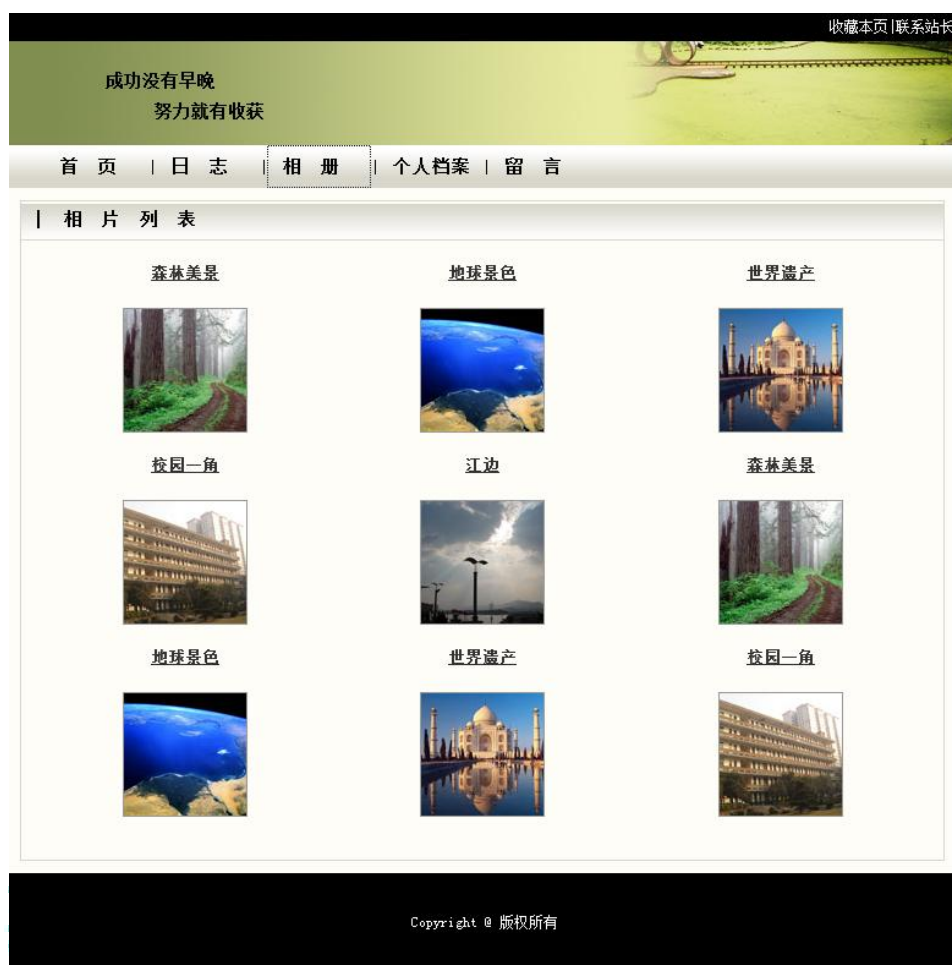 收藏本页|联系站长
成功没有早晚
努力就有收获
首 页 | 日 志 | 相 册 | 个人档案 | 留 言
| 相 片 列 表
森林美景 地球景色 世界遗产
校园一角 江边 森林美景
地球景色 世界遗产 校园一角
Copyright @ 版权所有